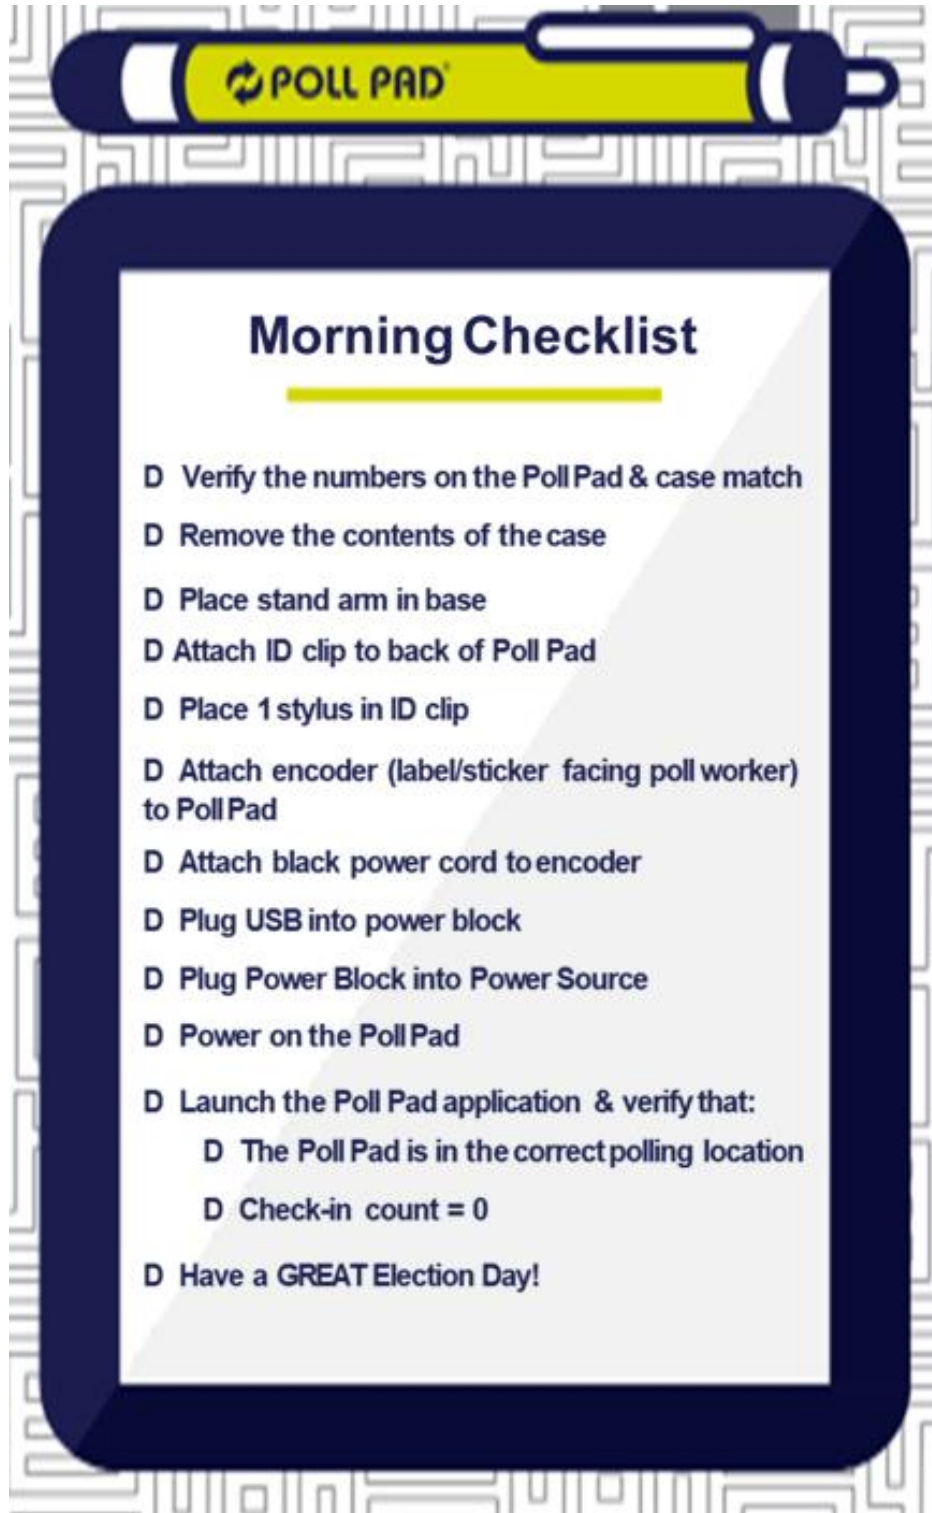 POLL PAD
Morning Checklist
D Verify the numbers on the Poll Pad & case match
D Remove the contents of the case
D Place stand arm in base
D Attach ID clip to back of Poll Pad
D Place 1 stylus in ID clip
D Attach encoder (label/sticker facing poll worker)
to Poll Pad
D Attach black power cord to encoder
D Plug USB into power block
D Plug Power Block into Power Source
D Power on the Poll Pad
D Launch the Poll Pad application & verify that:
D The Poll Pad is in the correct polling location
D Check-in count = 0
D Have a GREAT Election Day!